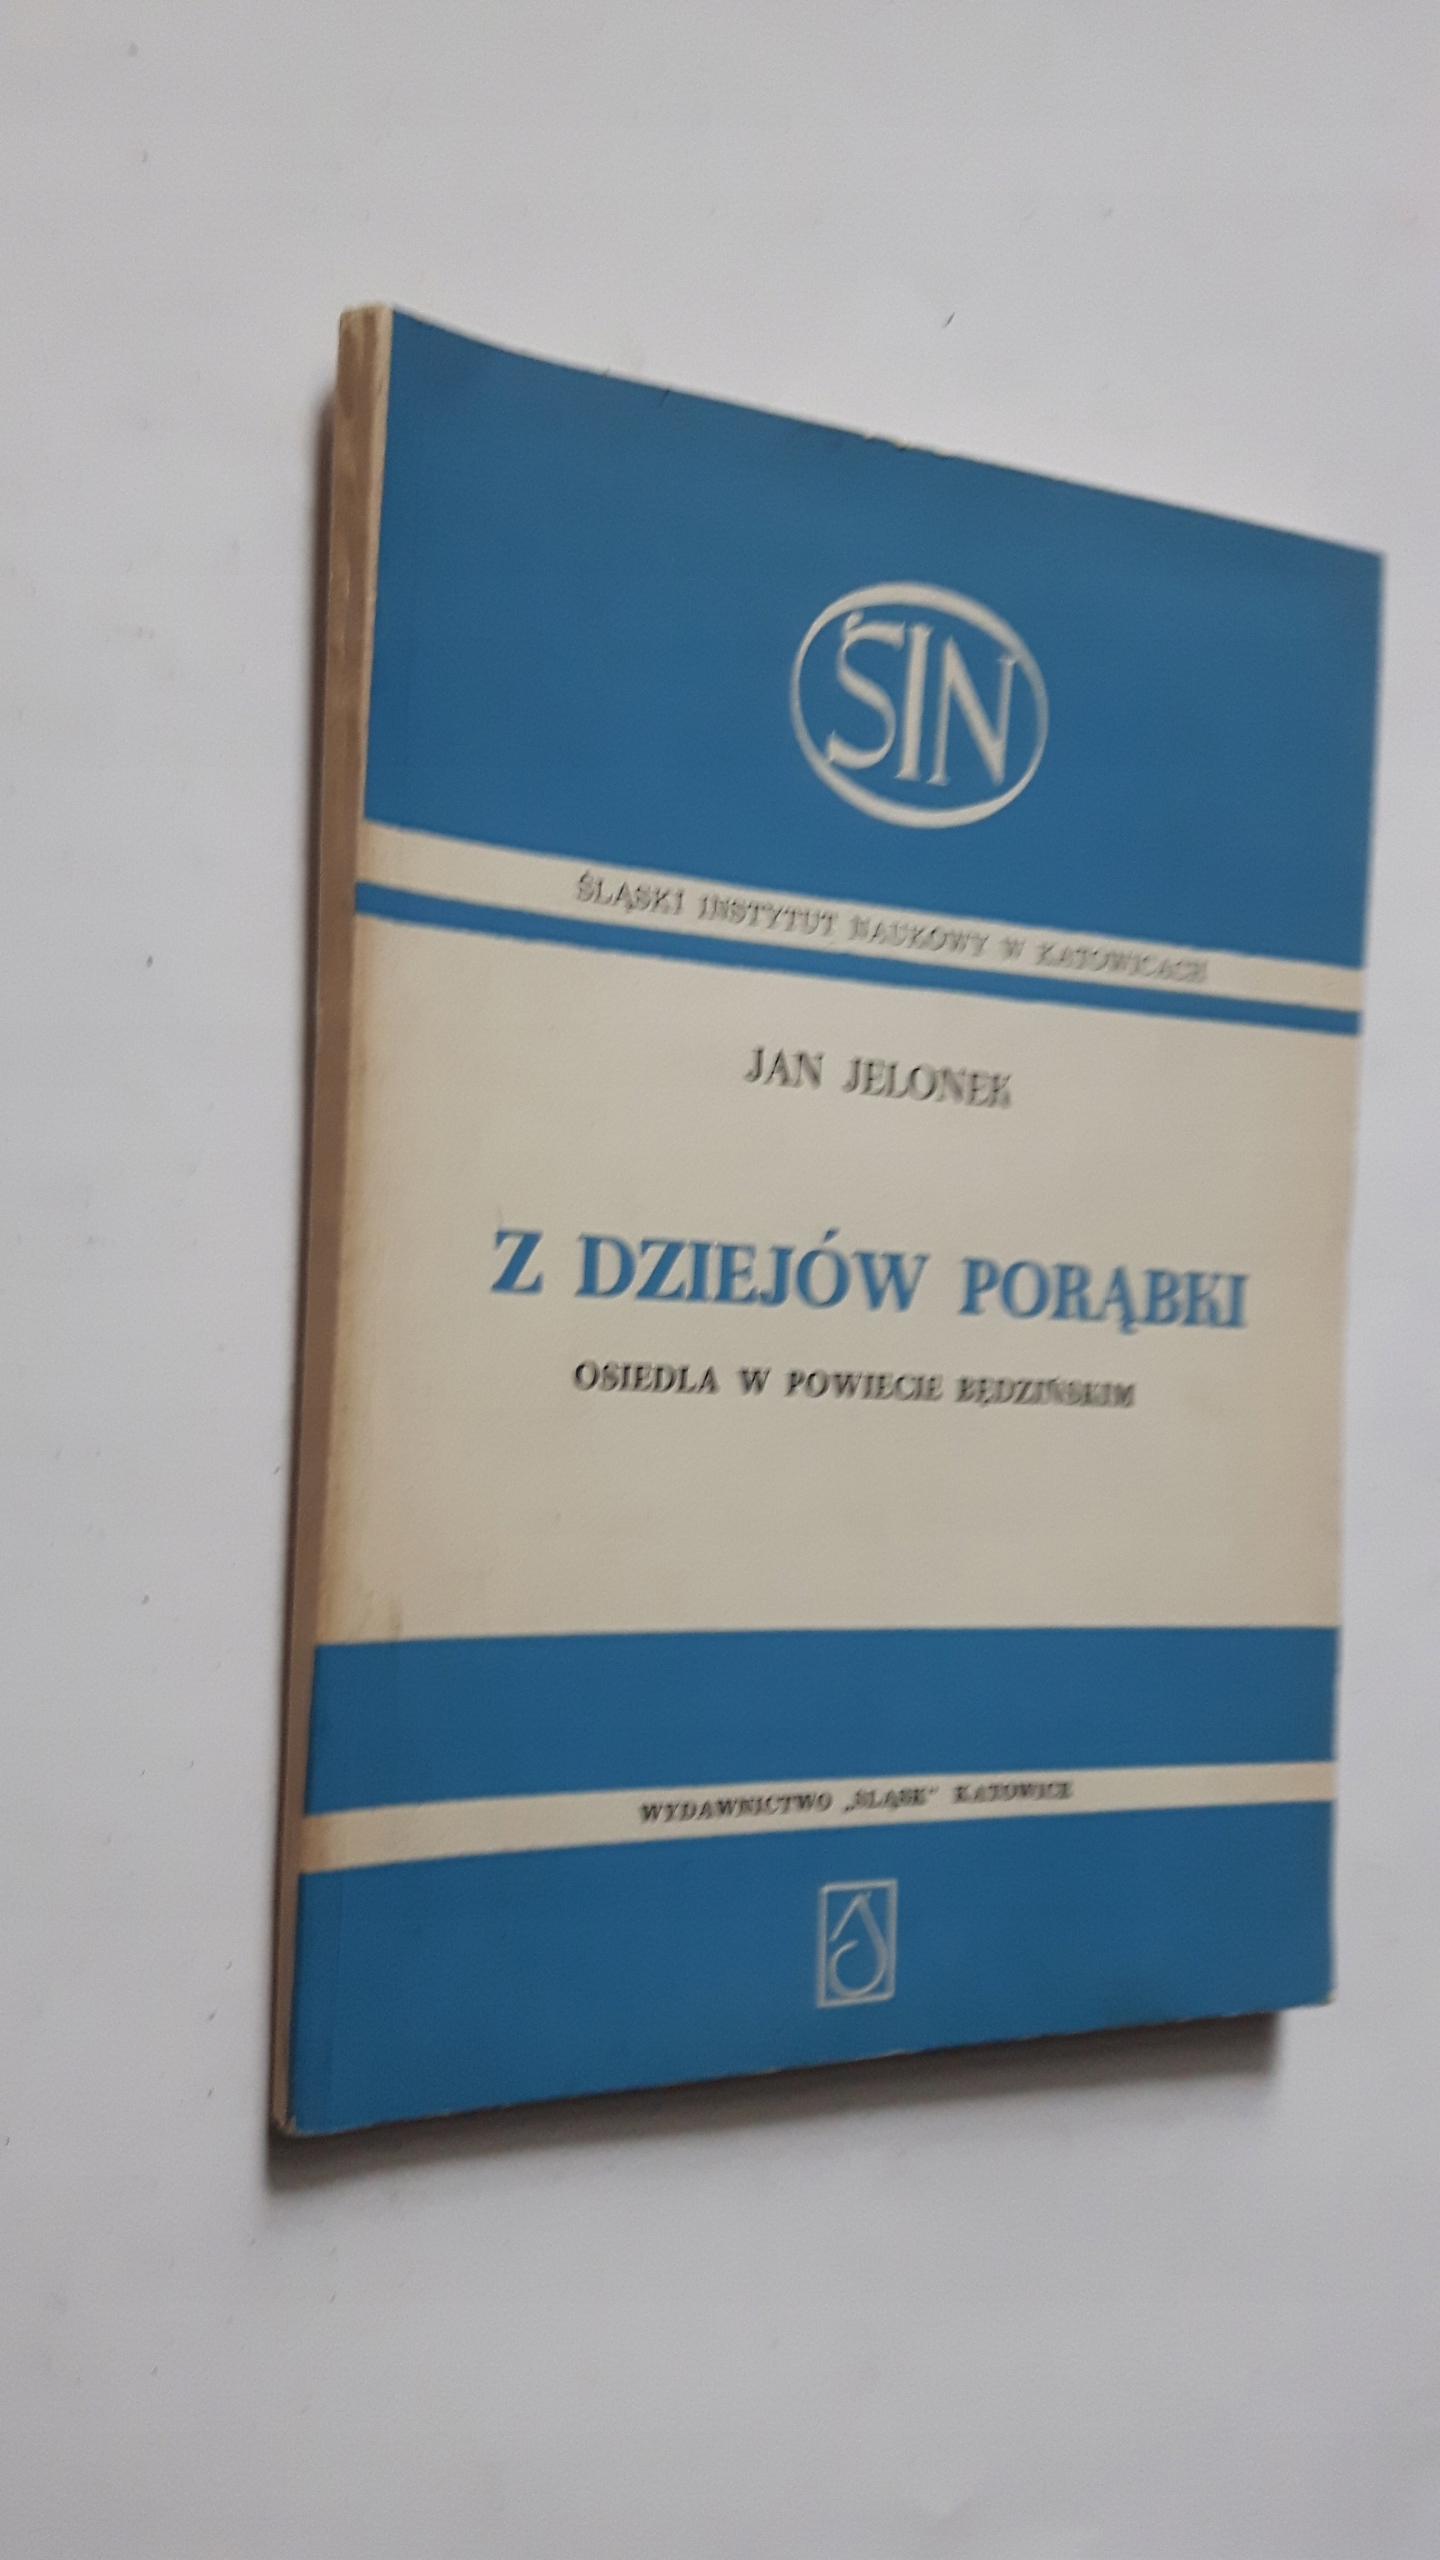 ŚIN
ŚLĄSKI INSTYTUT NAUKOWY W KATOWICACH
JAN JELONEK
Z DZIEJÓW PORĄBKI
OSIEDLA W POWIECIE BĘDZIŃSKIM
WYDAWNICTWO „ŚLĄSK” KATOWICE